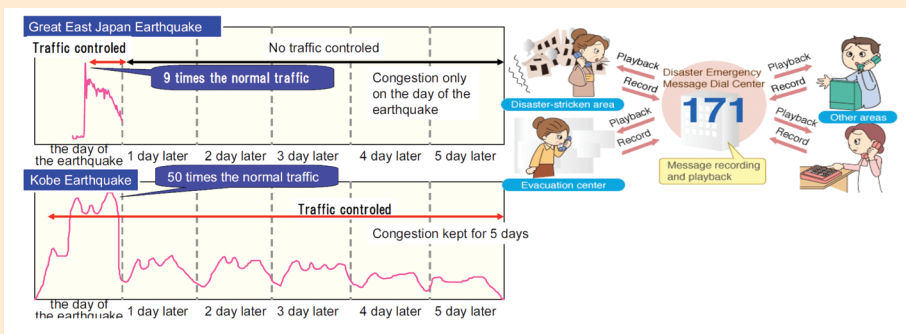 Great East Japan Earthquake
Traffic controled
No traffic controled
9 times the normal traffic
Congestion only
on the day of the
earthquake
the day of
the earthquake
1 day later
2 day later
3 day later
4 day later
5 day later
Kobe Earthquake
50 times the normal traffic
Traffic controled
Congestion kept for 5 days
the day of
the earthquake
1 day later
2 day later
3 day later
4 day later
5 day later
Disaster Emergency
Message Dial Center
171
Message recording
and playback
Playback
Record
Disaster-stricken area
Playback
Record
Evacuation center
Playback
Record
Other areas
Playback
Record